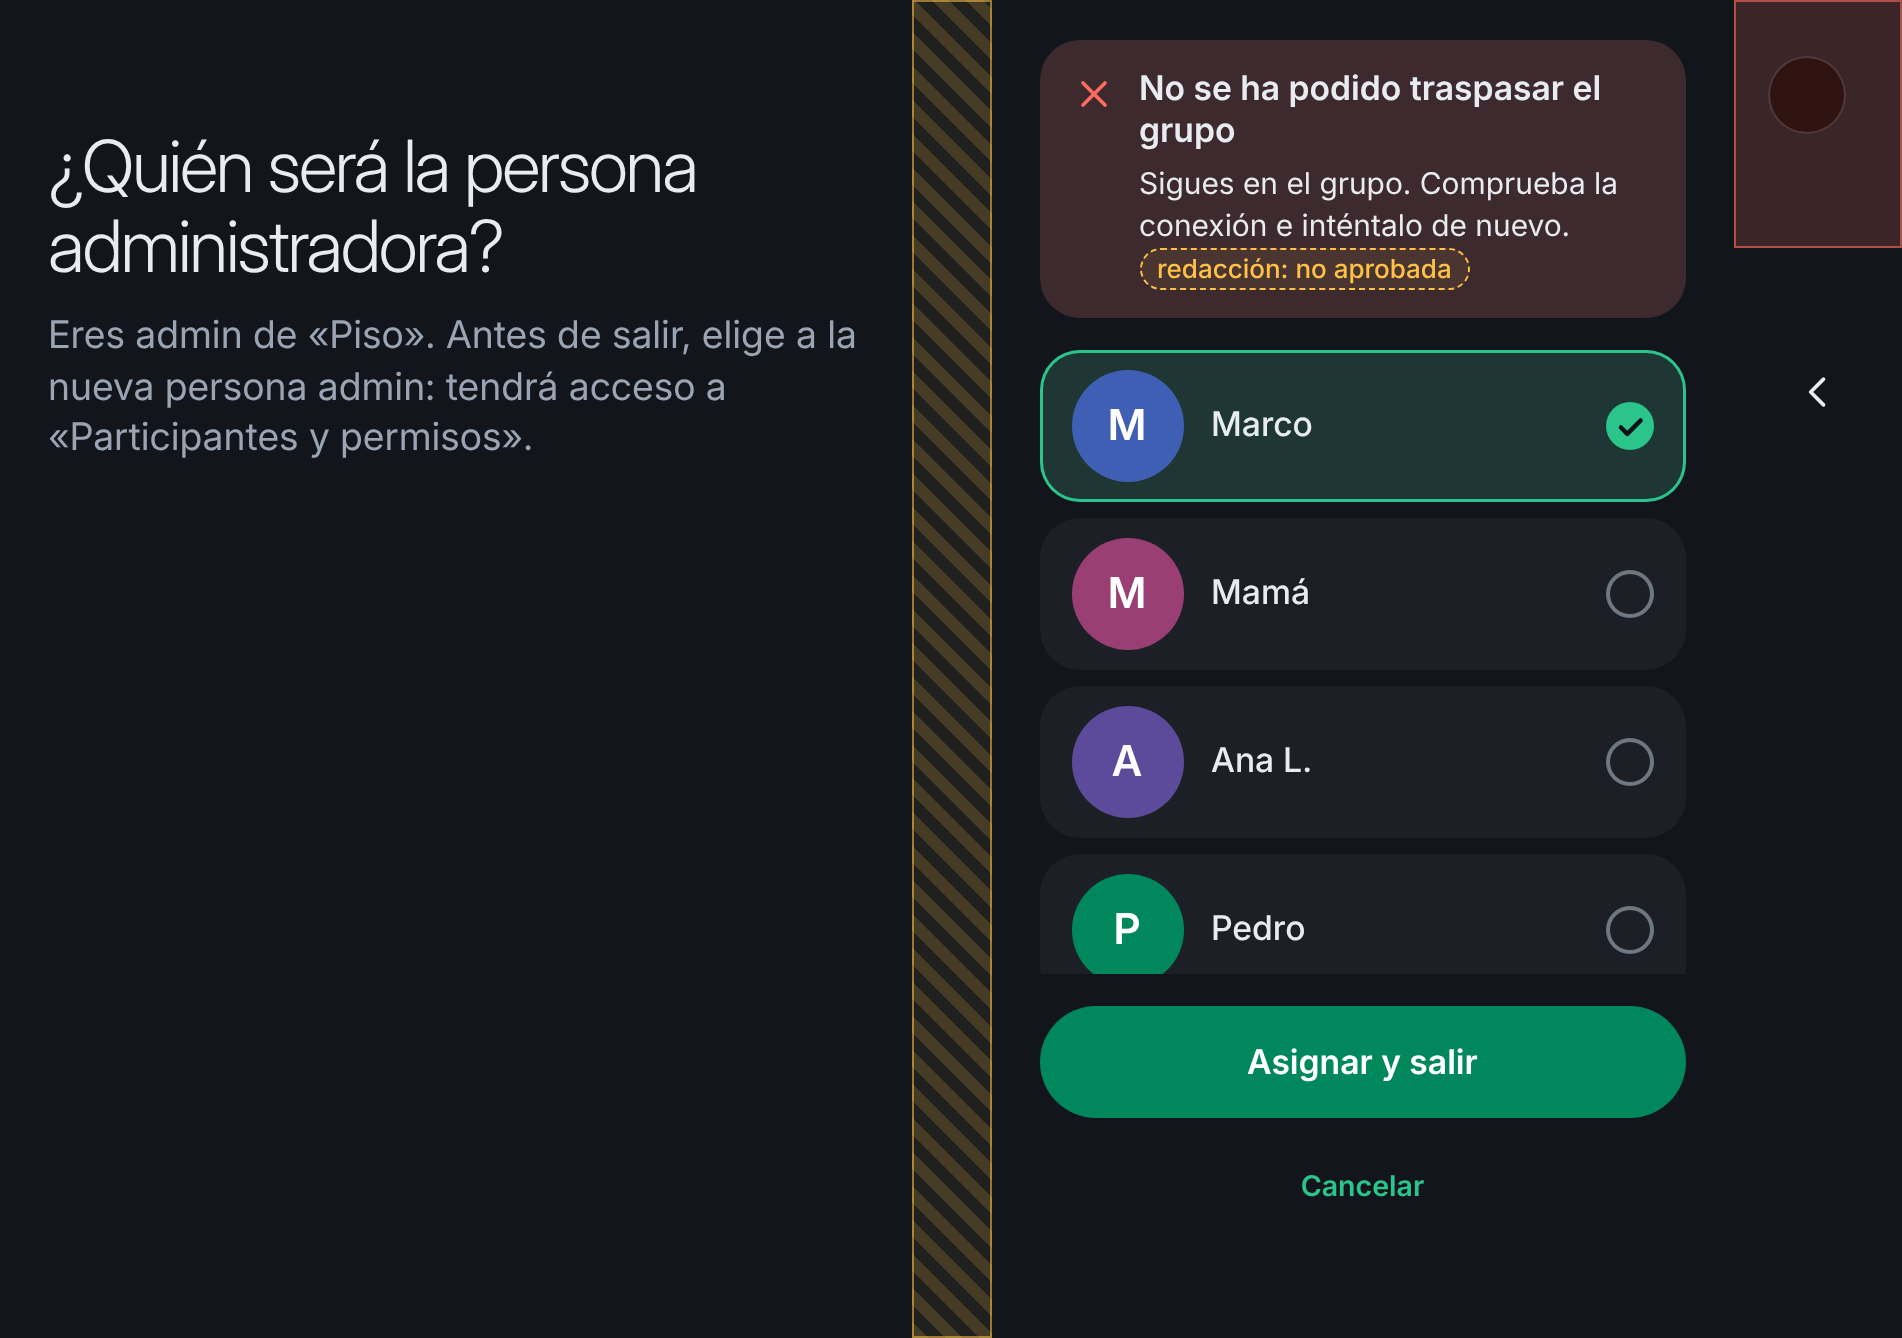 ¿Quién será la persona
administradora?
Eres admin de «Piso». Antes de salir, elige a la
nueva persona admin: tendrá acceso a
«Participantes y permisos».
No se ha podido traspasar el
grupo
Sigues en el grupo. Comprueba la
conexión e inténtalo de nuevo.
redacción: no aprobada
M Marco
M Mamá
A Ana L.
P Pedro
Asignar y salir
Cancelar